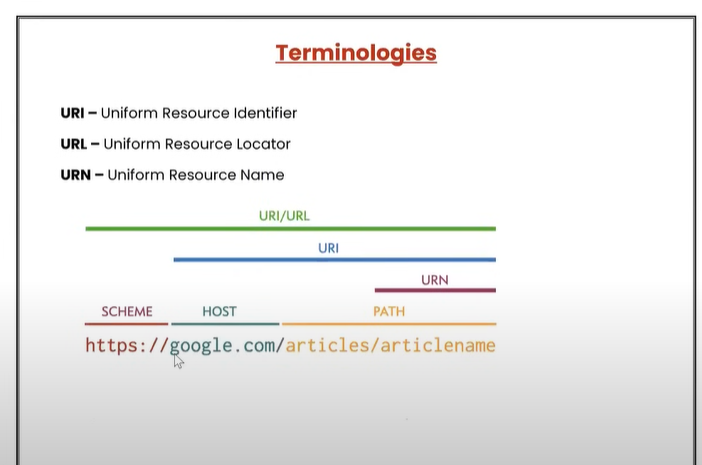 Terminologies
URI – Uniform Resource Identifier
URL – Uniform Resource Locator
URN – Uniform Resource Name
URI/URL
URI
URN
SCHEME HOST PATH
https://google.com/articles/articlename